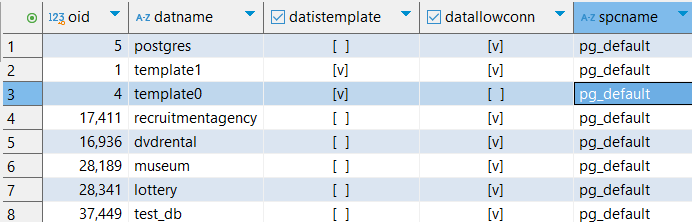 123 oid A-Z datname datistemplate datallowconn A-Z spcname
1 5 postgres [ ] [v] pg_default
2 1 template1 [v] [v] pg_default
3 4 template0 [v] [ ] pg_default
4 17,411 recruitmentagency [ ] [v] pg_default
5 16,936 dvdrental [ ] [v] pg_default
6 28,189 museum [ ] [v] pg_default
7 28,341 lottery [ ] [v] pg_default
8 37,449 test_db [ ] [v] pg_default